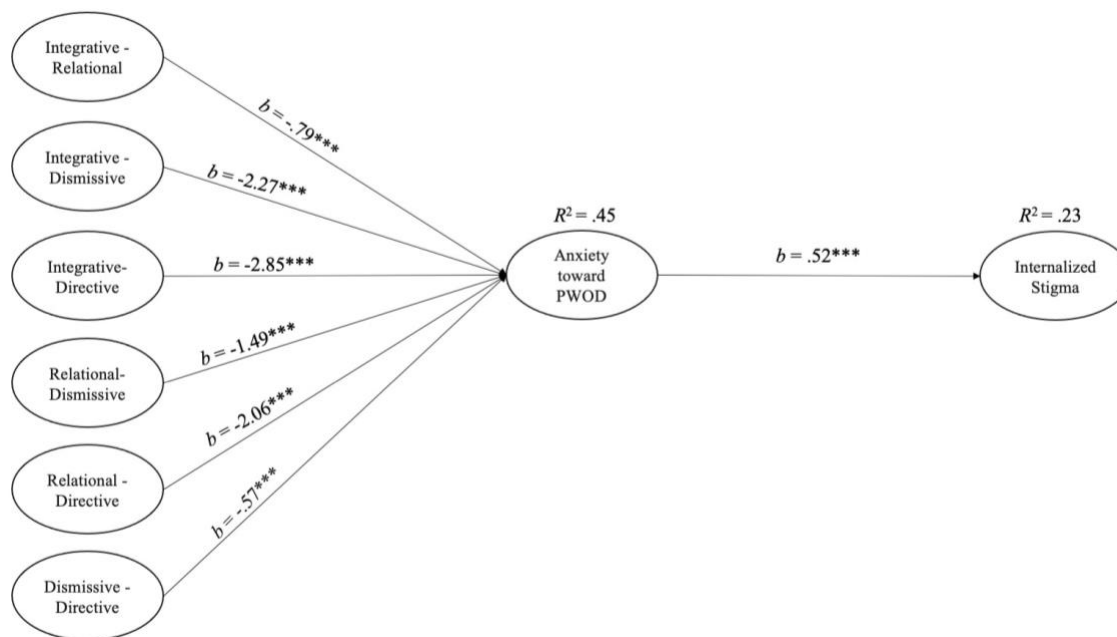 Integrative -
Relational
b = -.79***
Integrative -
Dismissive
b = -2.27***
Integrative-
Directive
b = -2.85***
Relational-
Dismissive
b = -1.49***
Relational -
Directive
b = -2.06***
Dismissive -
Directive
b = -.57***
R² = .45
Anxiety
toward
PWOD
b = .52***
R² = .23
Internalized
Stigma